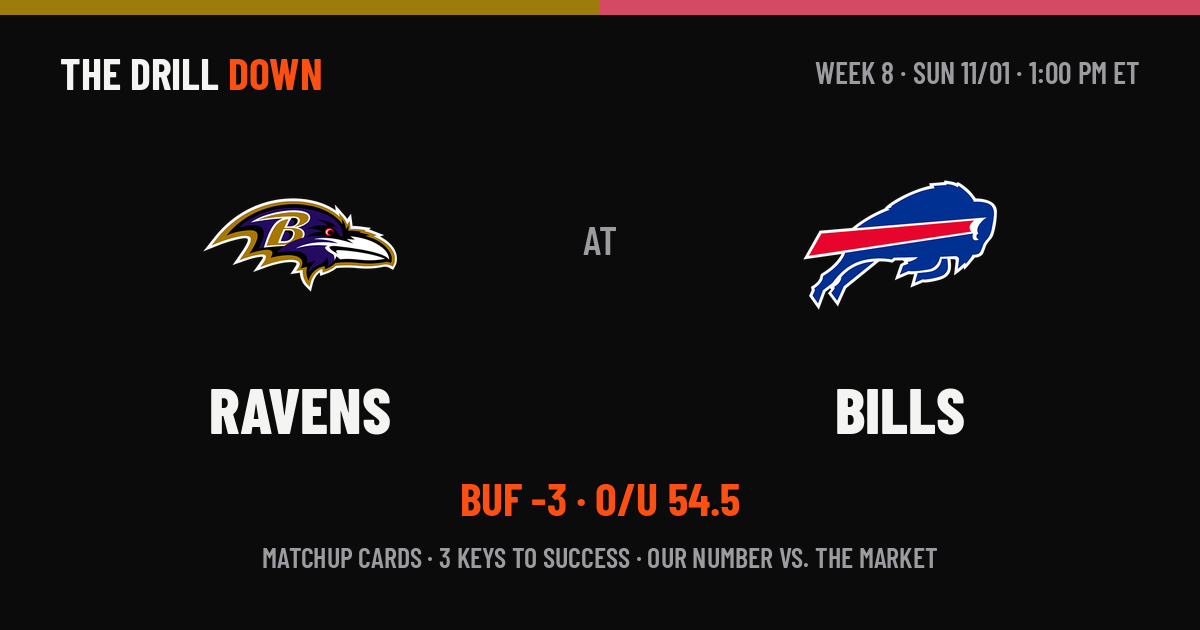 THE DRILL DOWN
WEEK 8 · SUN 11/01 · 1:00 PM ET
B
AT
RAVENS
BILLS
BUF -3 · O/U 54.5
MATCHUP CARDS · 3 KEYS TO SUCCESS · OUR NUMBER VS. THE MARKET